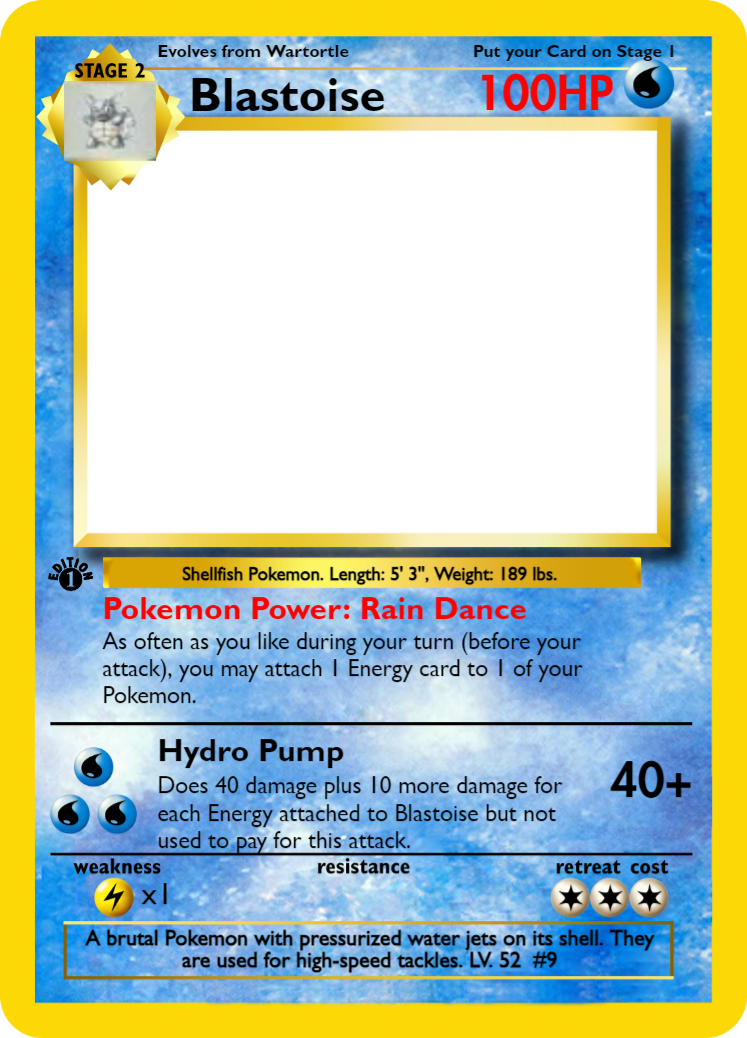 Evolves from Wartortle Put your Card on Stage 1
STAGE 2
Blastoise 100HP
EDITION 1
Shellfish Pokemon. Length: 5' 3", Weight: 189 lbs.
Pokemon Power: Rain Dance
As often as you like during your turn (before your
attack), you may attach 1 Energy card to 1 of your
Pokemon.
Hydro Pump
40+
Does 40 damage plus 10 more damage for
each Energy attached to Blastoise but not
used to pay for this attack.
weakness resistance retreat cost
x1
A brutal Pokemon with pressurized water jets on its shell. They
are used for high-speed tackles. LV. 52 #9